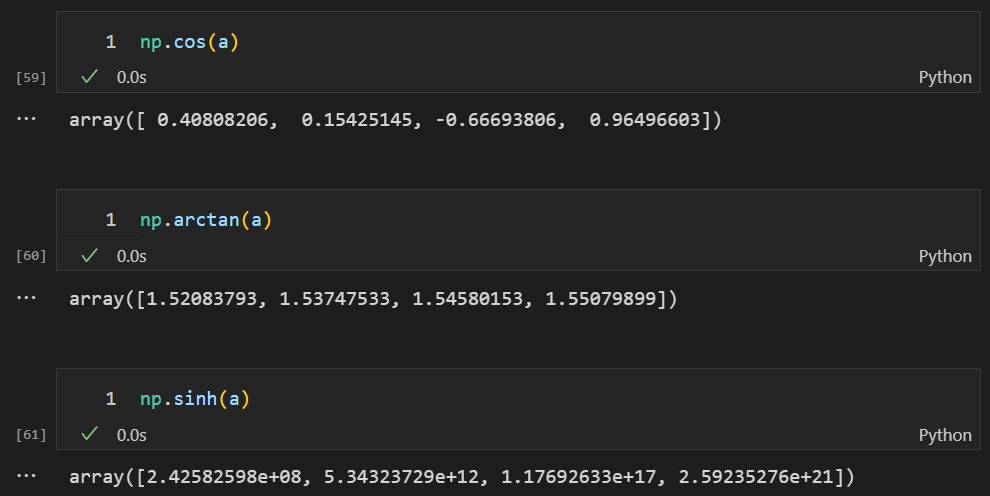 1 np.cos(a)
[59] ✓ 0.0s Python
... array([ 0.40808206,  0.15425145, -0.66693806,  0.96496603])
1 np.arctan(a)
[60] ✓ 0.0s Python
... array([1.52083793, 1.53747533, 1.54580153, 1.55079899])
1 np.sinh(a)
[61] ✓ 0.0s Python
... array([2.42582598e+08, 5.34323729e+12, 1.17692633e+17, 2.59235276e+21])